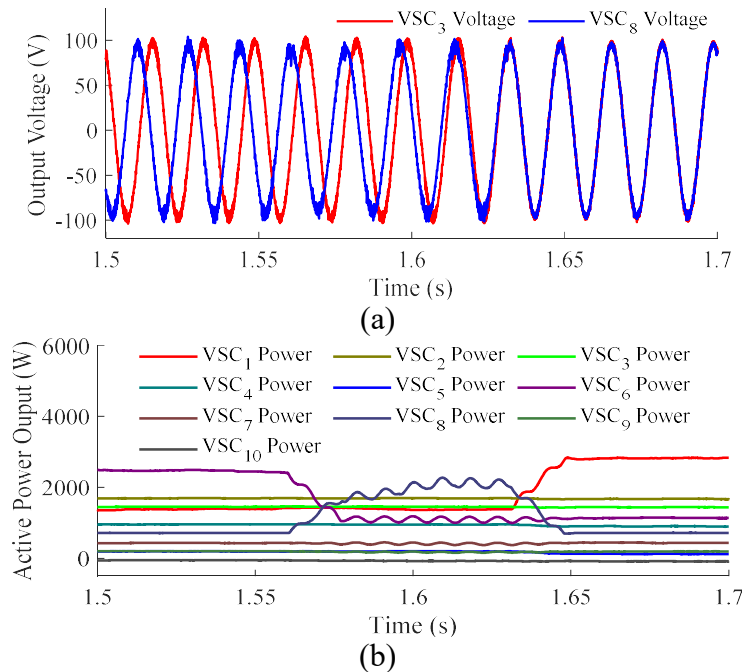 VSC3 Voltage VSC8 Voltage
Output Voltage (V)
100
50
0
-50
-100
1.5 1.55 1.6 1.65 1.7
Time (s)
(a)
Active Power Ouput (W)
6000
4000
2000
0
VSC1 Power VSC2 Power VSC3 Power
VSC4 Power VSC5 Power VSC6 Power
VSC7 Power VSC8 Power VSC9 Power
VSC10 Power
1.5 1.55 1.6 1.65 1.7
Time (s)
(b)